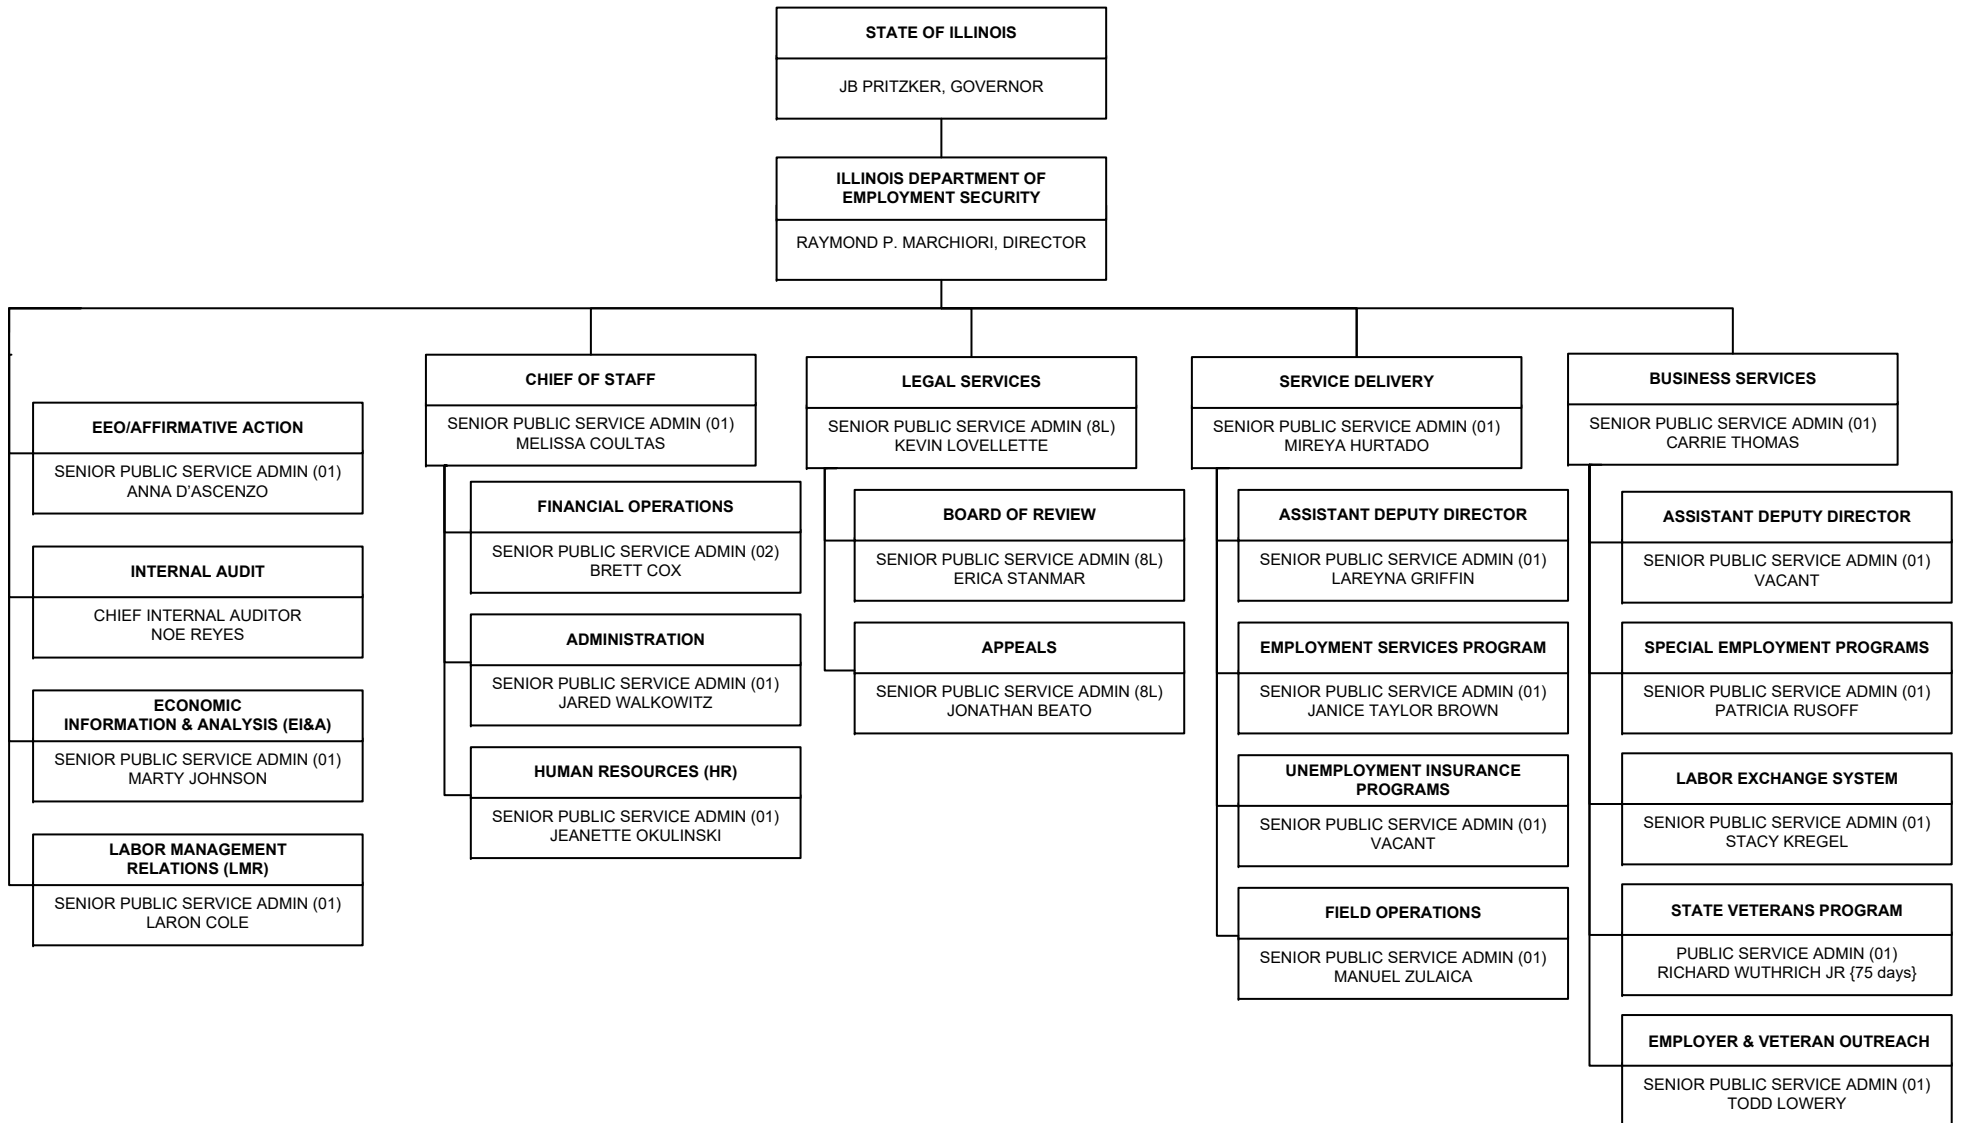 STATE OF ILLINOIS
JB PRITZKER, GOVERNOR
ILLINOIS DEPARTMENT OF
EMPLOYMENT SECURITY
RAYMOND P. MARCHIORI, DIRECTOR
EEO/AFFIRMATIVE ACTION
SENIOR PUBLIC SERVICE ADMIN (01)
ANNA D'ASCENZO
INTERNAL AUDIT
CHIEF INTERNAL AUDITOR
NOE REYES
ECONOMIC
INFORMATION & ANALYSIS (EI&A)
SENIOR PUBLIC SERVICE ADMIN (01)
MARTY JOHNSON
LABOR MANAGEMENT
RELATIONS (LMR)
SENIOR PUBLIC SERVICE ADMIN (01)
LARON COLE
CHIEF OF STAFF
SENIOR PUBLIC SERVICE ADMIN (01)
MELISSA COULTAS
FINANCIAL OPERATIONS
SENIOR PUBLIC SERVICE ADMIN (02)
BRETT COX
ADMINISTRATION
SENIOR PUBLIC SERVICE ADMIN (01)
JARED WALKOWITZ
HUMAN RESOURCES (HR)
SENIOR PUBLIC SERVICE ADMIN (01)
JEANETTE OKULINSKI
LEGAL SERVICES
SENIOR PUBLIC SERVICE ADMIN (8L)
KEVIN LOVELLETTE
BOARD OF REVIEW
SENIOR PUBLIC SERVICE ADMIN (8L)
ERICA STANMAR
APPEALS
SENIOR PUBLIC SERVICE ADMIN (8L)
JONATHAN BEATO
SERVICE DELIVERY
SENIOR PUBLIC SERVICE ADMIN (01)
MIREYA HURTADO
ASSISTANT DEPUTY DIRECTOR
SENIOR PUBLIC SERVICE ADMIN (01)
LAREYNA GRIFFIN
EMPLOYMENT SERVICES PROGRAM
SENIOR PUBLIC SERVICE ADMIN (01)
JANICE TAYLOR BROWN
UNEMPLOYMENT INSURANCE
PROGRAMS
SENIOR PUBLIC SERVICE ADMIN (01)
VACANT
FIELD OPERATIONS
SENIOR PUBLIC SERVICE ADMIN (01)
MANUEL ZULAICA
BUSINESS SERVICES
SENIOR PUBLIC SERVICE ADMIN (01)
CARRIE THOMAS
ASSISTANT DEPUTY DIRECTOR
SENIOR PUBLIC SERVICE ADMIN (01)
VACANT
SPECIAL EMPLOYMENT PROGRAMS
SENIOR PUBLIC SERVICE ADMIN (01)
PATRICIA RUSOFF
LABOR EXCHANGE SYSTEM
SENIOR PUBLIC SERVICE ADMIN (01)
STACY KREGEL
STATE VETERANS PROGRAM
PUBLIC SERVICE ADMIN (01)
RICHARD WUTHRICH JR {75 days}
EMPLOYER & VETERAN OUTREACH
SENIOR PUBLIC SERVICE ADMIN (01)
TODD LOWERY